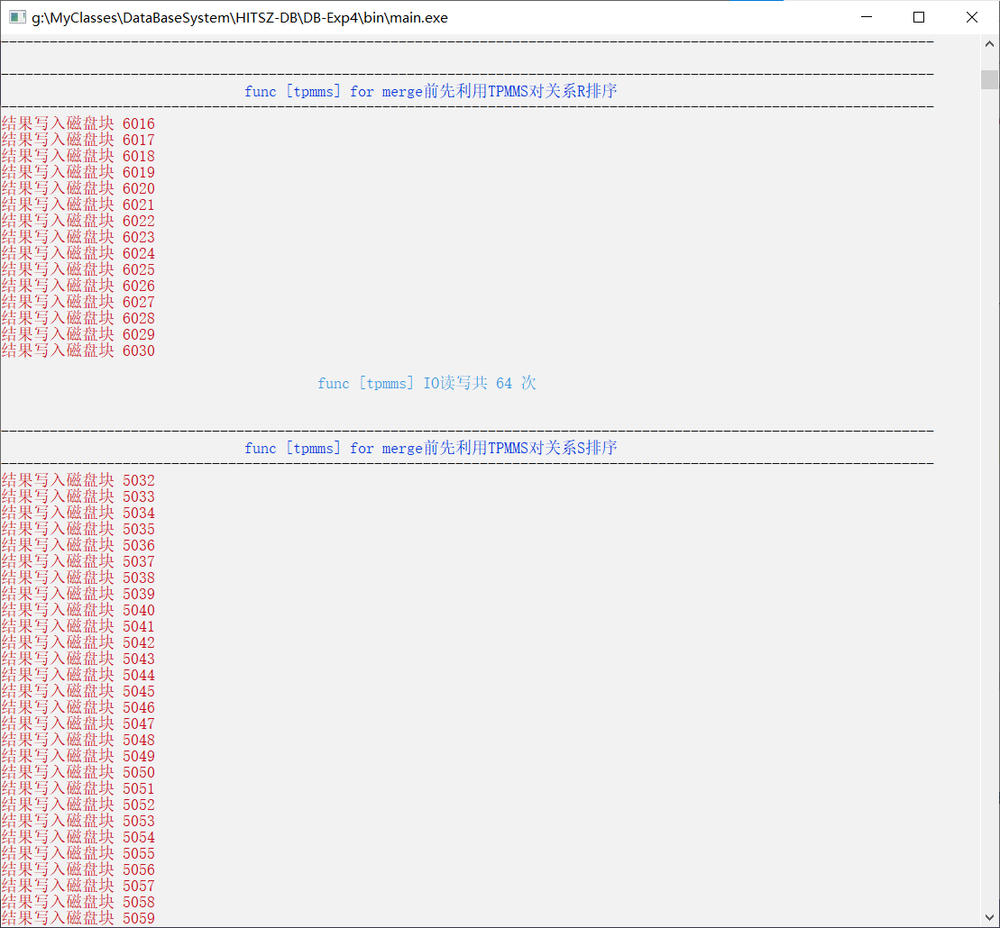 g:\MyClasses\DataBaseSystem\HITSZ-DB\DB-Exp4\bin\main.exe
func [tpmms] for merge前先利用TPMMS对关系R排序
结果写入磁盘块 6016
结果写入磁盘块 6017
结果写入磁盘块 6018
结果写入磁盘块 6019
结果写入磁盘块 6020
结果写入磁盘块 6021
结果写入磁盘块 6022
结果写入磁盘块 6023
结果写入磁盘块 6024
结果写入磁盘块 6025
结果写入磁盘块 6026
结果写入磁盘块 6027
结果写入磁盘块 6028
结果写入磁盘块 6029
结果写入磁盘块 6030
func [tpmms] IO读写共 64 次
func [tpmms] for merge前先利用TPMMS对关系S排序
结果写入磁盘块 5032
结果写入磁盘块 5033
结果写入磁盘块 5034
结果写入磁盘块 5035
结果写入磁盘块 5036
结果写入磁盘块 5037
结果写入磁盘块 5038
结果写入磁盘块 5039
结果写入磁盘块 5040
结果写入磁盘块 5041
结果写入磁盘块 5042
结果写入磁盘块 5043
结果写入磁盘块 5044
结果写入磁盘块 5045
结果写入磁盘块 5046
结果写入磁盘块 5047
结果写入磁盘块 5048
结果写入磁盘块 5049
结果写入磁盘块 5050
结果写入磁盘块 5051
结果写入磁盘块 5052
结果写入磁盘块 5053
结果写入磁盘块 5054
结果写入磁盘块 5055
结果写入磁盘块 5056
结果写入磁盘块 5057
结果写入磁盘块 5058
结果写入磁盘块 5059